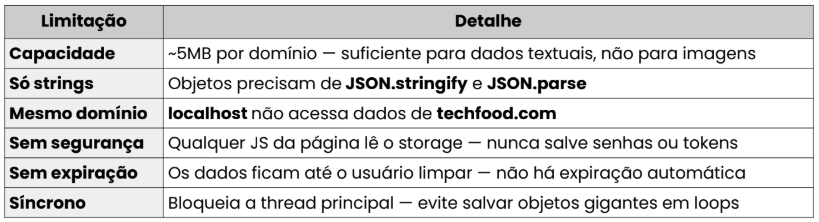 Limitação Detalhe
Capacidade ~5MB por domínio — suficiente para dados textuais, não para imagens
Só strings Objetos precisam de JSON.stringify e JSON.parse
Mesmo domínio localhost não acessa dados de techfood.com
Sem segurança Qualquer JS da página lê o storage — nunca salve senhas ou tokens
Sem expiração Os dados ficam até o usuário limpar — não há expiração automática
Síncrono Bloqueia a thread principal — evite salvar objetos gigantes em loops